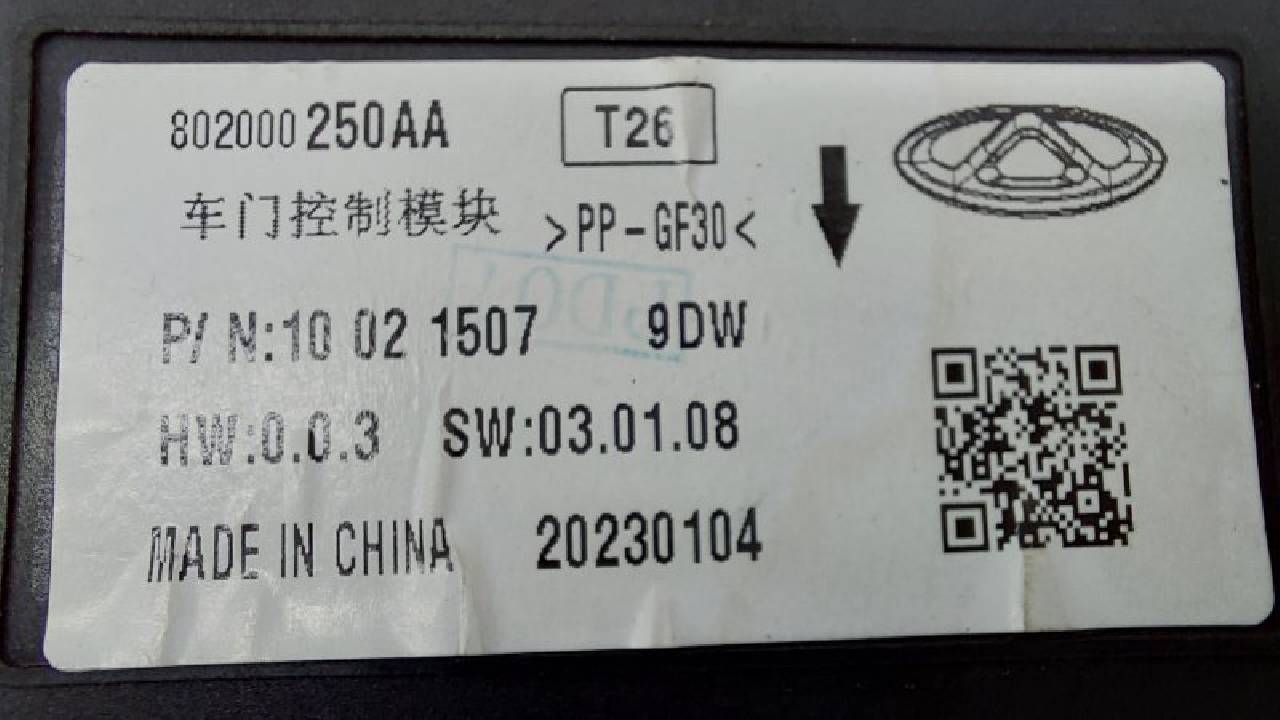 802000250AA T26
车门控制模块 >PP-GF30<
P/N:10 02 1507 9DW
HW:0.0.3 SW:03.01.08
MADE IN CHINA 20230104